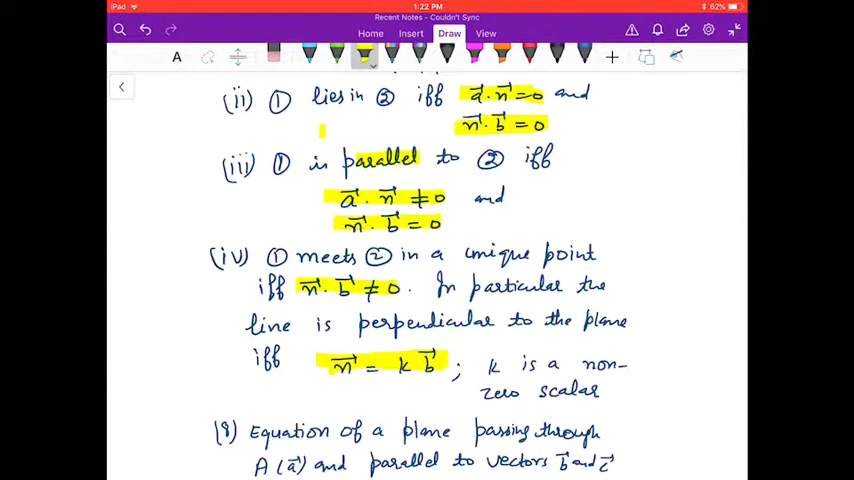 iPad 1:22 PM 62%
Recent Notes - Couldn't Sync
Home Insert Draw View
A
(ii) ① lies in ② iff a⃗ . n⃗ = 0 and
n⃗ . b⃗ = 0
(iii) ① is parallel to ② iff
a⃗ . n⃗ ≠ 0 and
n⃗ . b⃗ = 0
(iv) ① meets ② in a unique point
iff n⃗ . b⃗ ≠ 0. In particular the
line is perpendicular to the plane
iff n⃗ = k b⃗ ; k is a non-
zero scalar
(8) Equation of a plane passing through
A (a⃗) and parallel to vectors b⃗ and c⃗